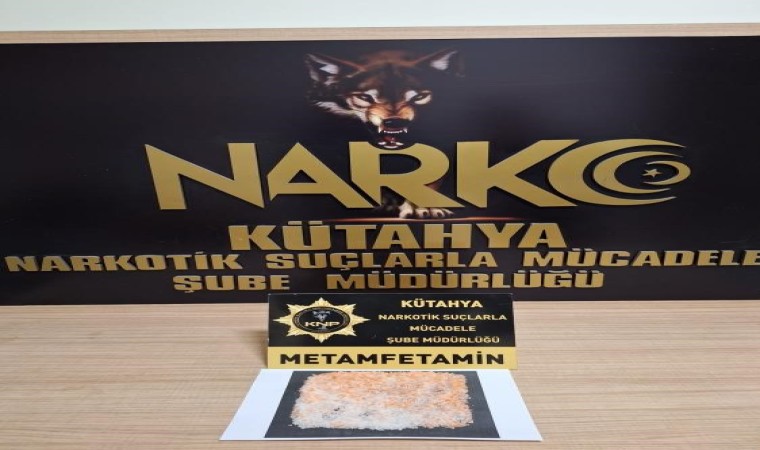 NARKO
KÜTAHYA
NARKOTİK SUÇLARLA MÜCADELE
ŞUBE MÜDÜRLÜĞÜ
KÜTAHYA
NARKOTİK SUÇLARLA
MÜCADELE
ŞUBE MÜDÜRLÜĞÜ
KNP
METAMFETAMİN